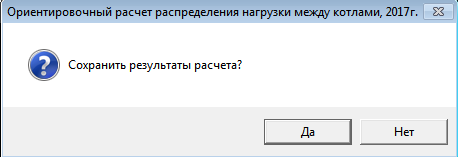 Ориентировочный расчет распределения нагрузки между котлами, 2017г.
Сохранить результаты расчета?
Да
Нет